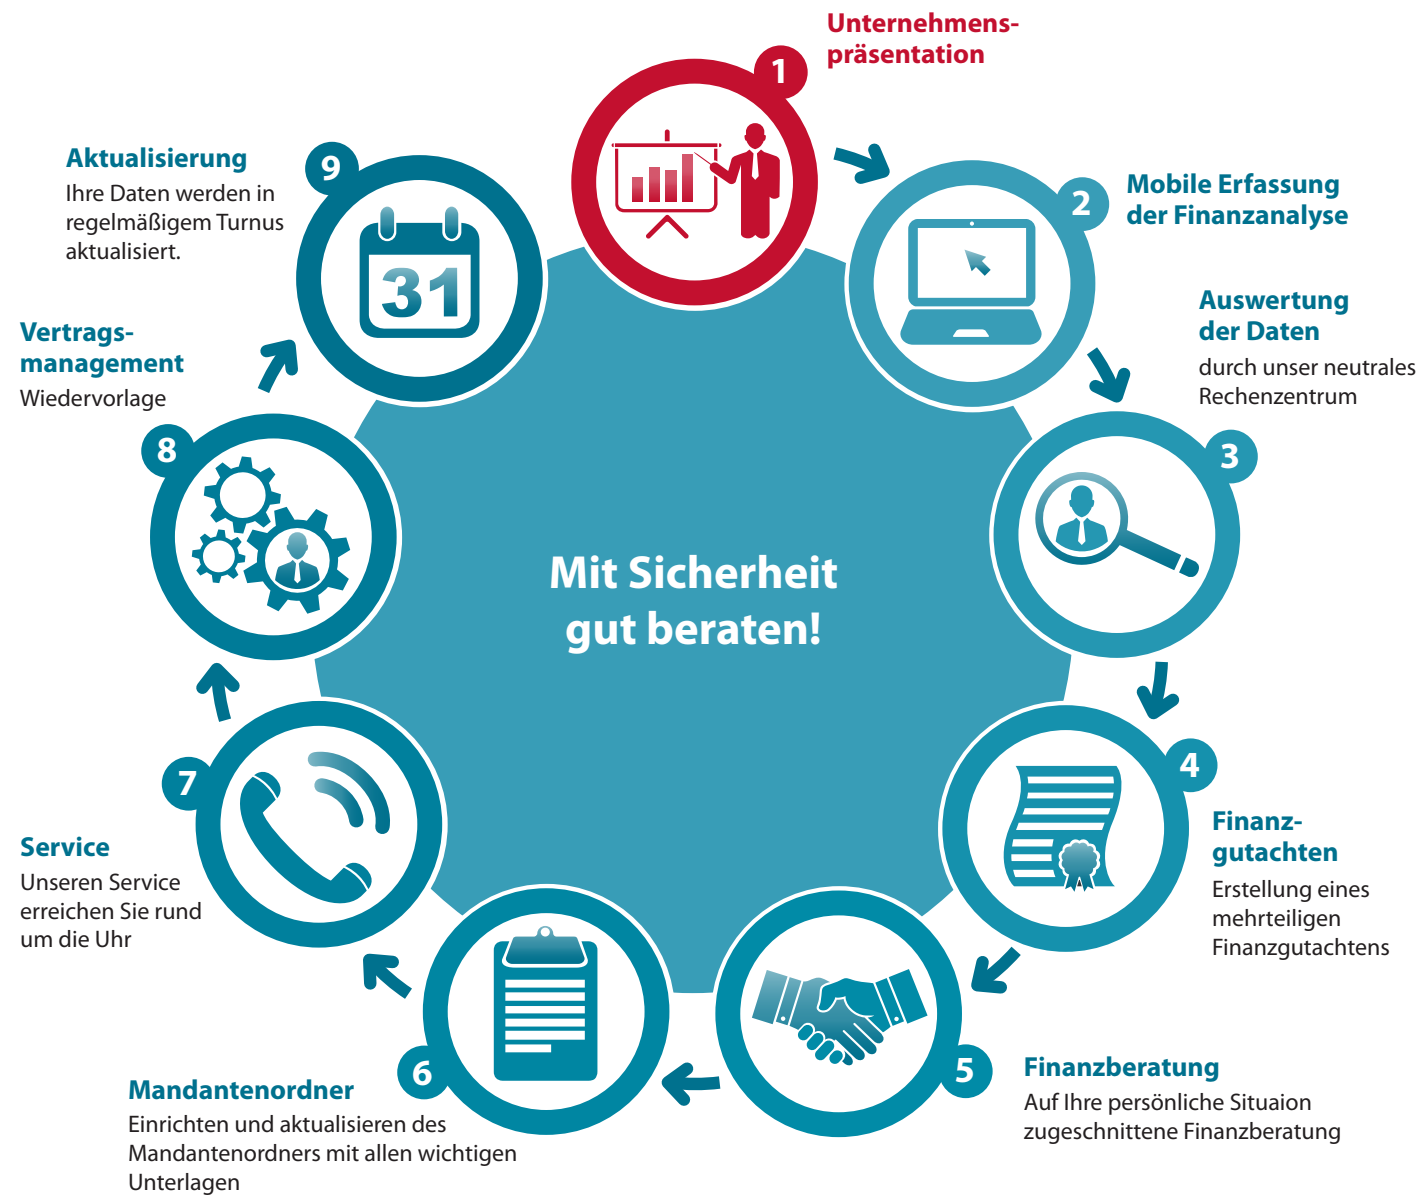 1
Unternehmens-
präsentation
2
Mobile Erfassung
der Finanzanalyse
3
Auswertung
der Daten
durch unser neutrales
Rechenzentrum
4
Finanz-
gutachten
Erstellung eines
mehrteiligen
Finanzgutachtens
5
Finanzberatung
Auf Ihre persönliche Situaion
zugeschnittene Finanzberatung
6
Mandantenordner
Einrichten und aktualisieren des
Mandantenordners mit allen wichtigen
Unterlagen
7
Service
Unseren Service
erreichen Sie rund
um die Uhr
8
Vertrags-
management
Wiedervorlage
9
Aktualisierung
Ihre Daten werden in
regelmäßigem Turnus
aktualisiert.
31
Mit Sicherheit
gut beraten!